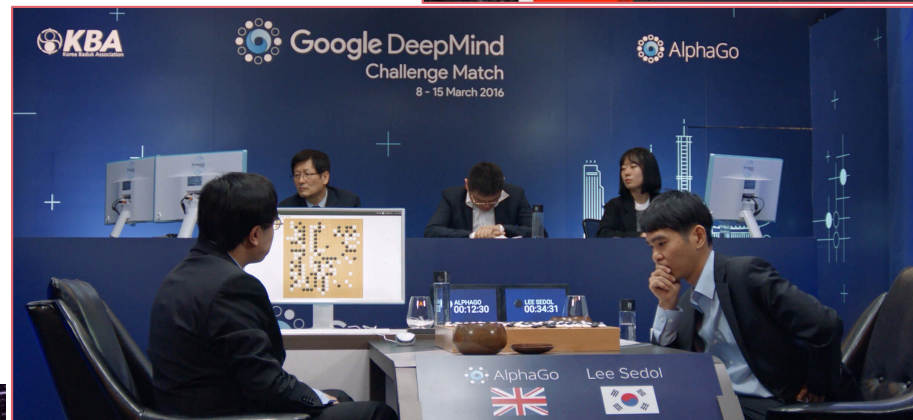 KBA
Korea Baduk Association
Google DeepMind
Challenge Match
8 - 15 March 2016
AlphaGo
ALPHAGO
00:12:30
LEE SEDOL
00:34:31
AlphaGo
Lee Sedol